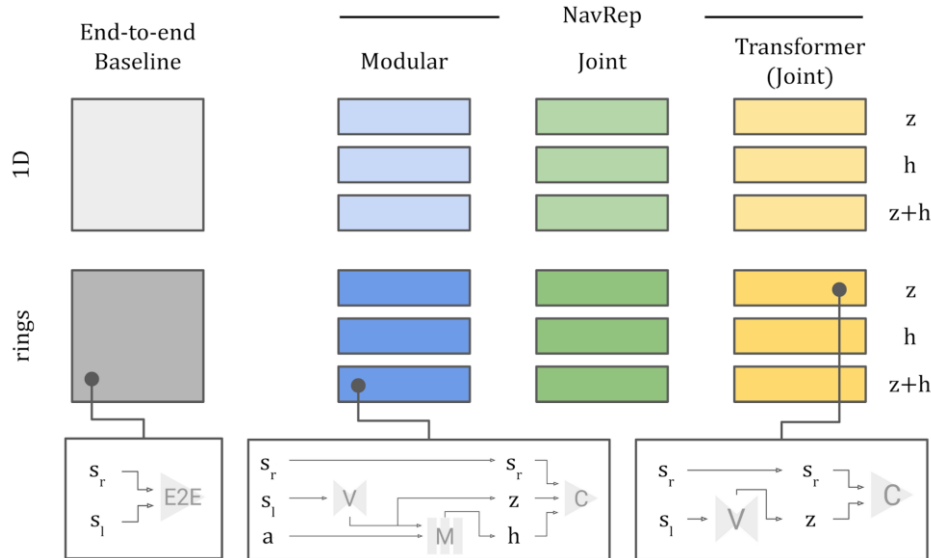 NavRep
End-to-end
Baseline
Modular
Joint
Transformer
(Joint)
1D
z
h
z+h
rings
z
h
z+h
s_r
s_l
E2E
s_r
s_l
a
V
M
s_r
z
h
C
s_r
s_l
V
s_r
z
C